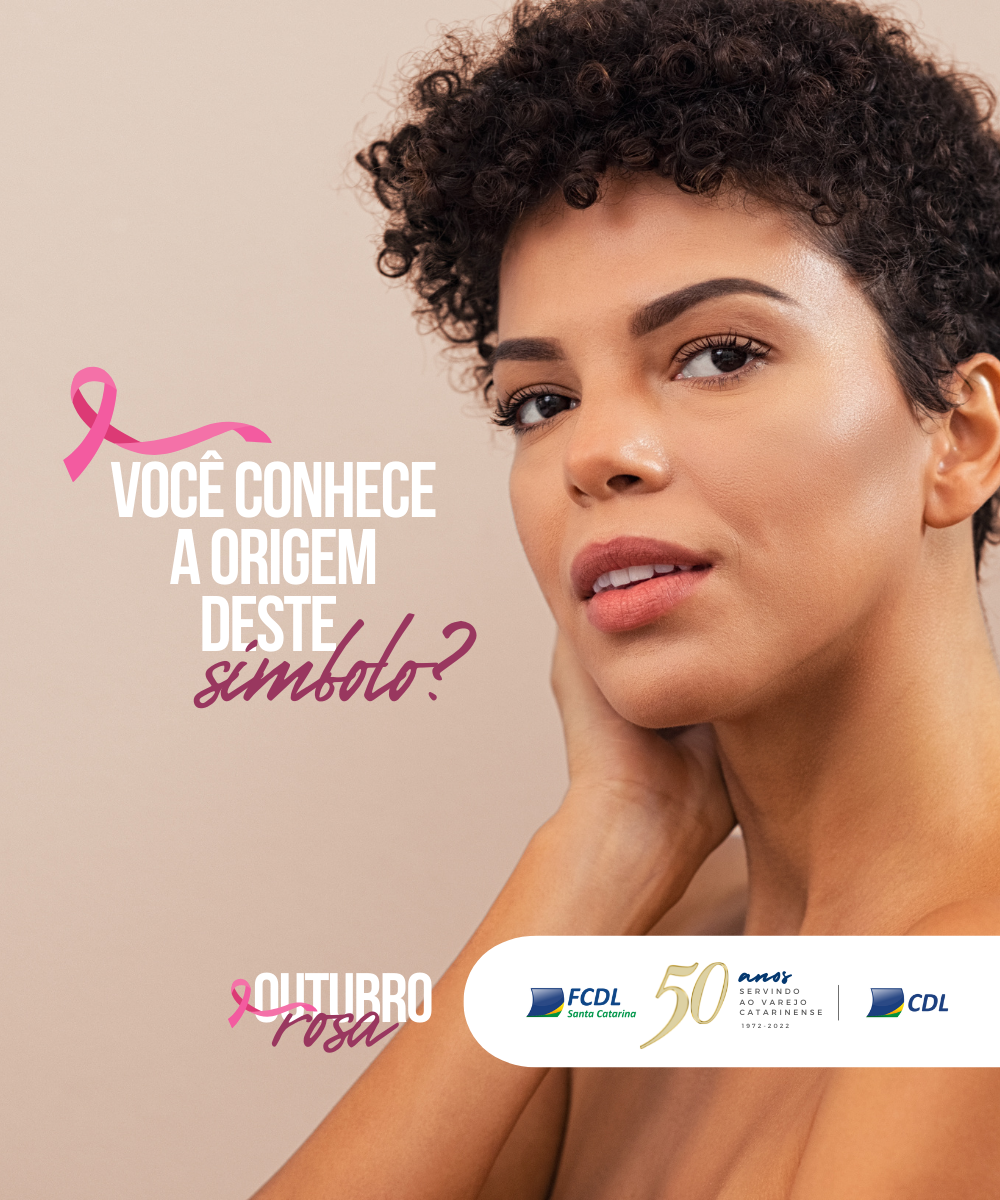 VOCÊ CONHECE
A ORIGEM
DESTE
símbolo?
OUTUBRO
rosa
FCDL
Santa Catarina
50
anos
SERVINDO
AO VAREJO
CATARINENSE
1972-2022
CDL